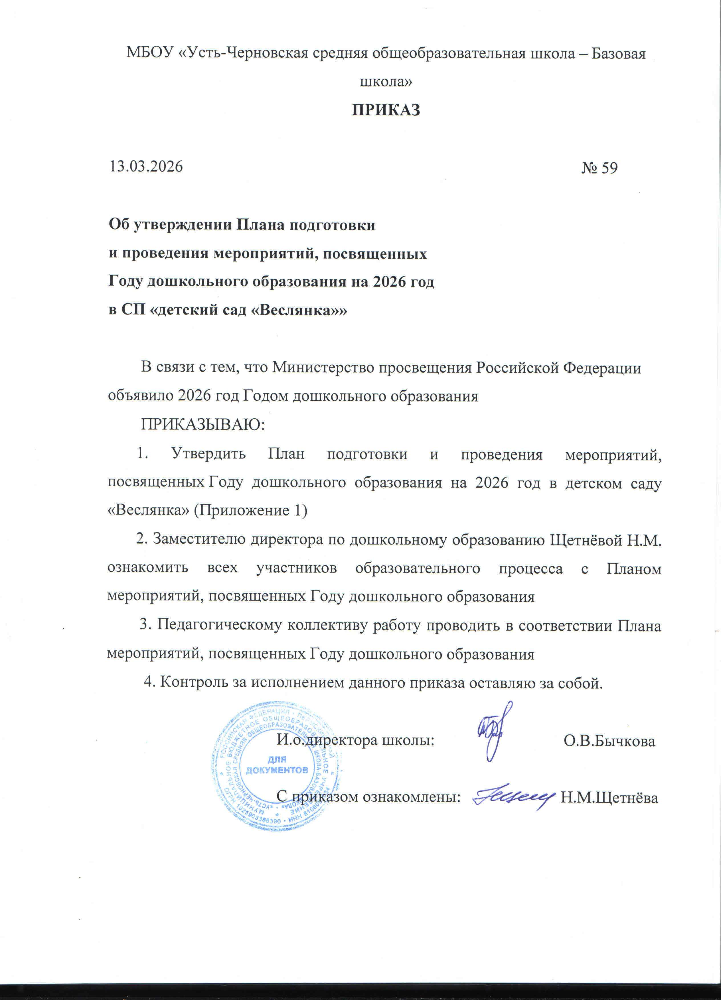 МБОУ «Усть-Черновская средняя общеобразовательная школа – Базовая
школа»
ПРИКАЗ
13.03.2026 № 59
Об утверждении Плана подготовки
и проведения мероприятий, посвященных
Году дошкольного образования на 2026 год
в СП «детский сад «Веслянка»»
В связи с тем, что Министерство просвещения Российской Федерации
объявило 2026 год Годом дошкольного образования
ПРИКАЗЫВАЮ:
1. Утвердить План подготовки и проведения мероприятий,
посвященных Году дошкольного образования на 2026 год в детском саду
«Веслянка» (Приложение 1)
2. Заместителю директора по дошкольному образованию Щетнёвой Н.М.
ознакомить всех участников образовательного процесса с Планом
мероприятий, посвященных Году дошкольного образования
3. Педагогическому коллективу работу проводить в соответствии Плана
мероприятий, посвященных Году дошкольного образования
4. Контроль за исполнением данного приказа оставляю за собой.
И.о.директора школы: О.В.Бычкова
С приказом ознакомлены: Н.М.Щетнёва
РОССИЙСКАЯ ФЕДЕРАЦИЯ • ПЕРМСКИЙ КРАЙ
МУНИЦИПАЛЬНОЕ БЮДЖЕТНОЕ ОБЩЕОБРАЗОВАТЕЛЬНОЕ УЧРЕЖДЕНИЕ
«УСТЬ-ЧЕРНОВСКАЯ СРЕДНЯЯ ОБЩЕОБРАЗОВАТЕЛЬНАЯ ШКОЛА-БАЗОВАЯ ШКОЛА»
ДЛЯ
ДОКУМЕНТОВ